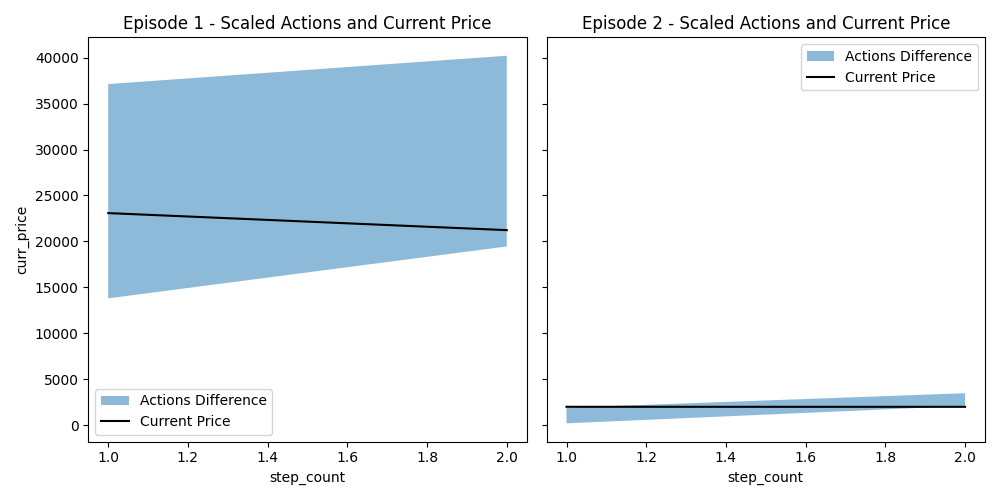 Episode 1 - Scaled Actions and Current Price
curr_price
40000
35000
30000
25000
20000
15000
10000
5000
0
Actions Difference
Current Price
1.0 1.2 1.4 1.6 1.8 2.0
step_count
Episode 2 - Scaled Actions and Current Price
Actions Difference
Current Price
1.0 1.2 1.4 1.6 1.8 2.0
step_count